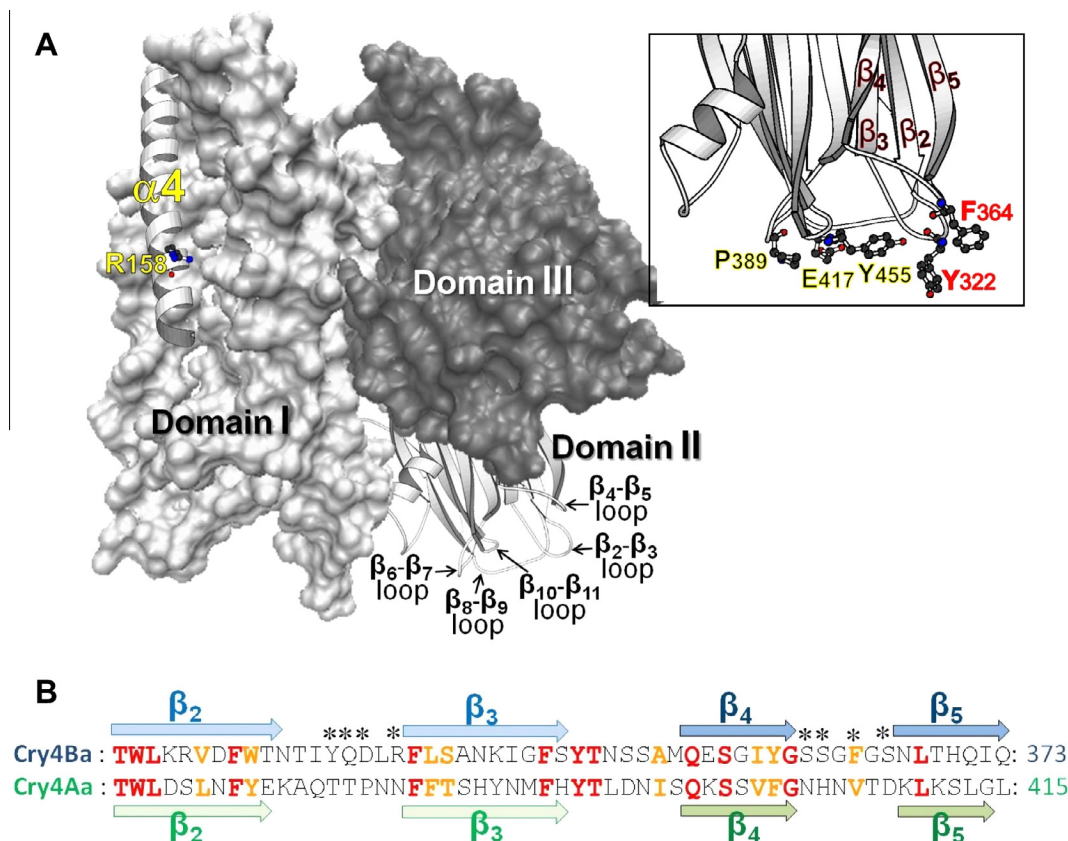 A
α4
R158
Domain III
Domain I
Domain II
β4-β5
loop
β2-β3
loop
β6-β7
loop
β8-β9
loop
β10-β11
loop
β4
β5
β3
β2
F364
P389
E417
Y455
Y322
B
β2
β3
β4
β5
*** * ** * *
Cry4Ba : TWLKRVDFWTNTIYQDLRFLSANKIGFSYTNSSAMQESGIYGSSGFGSNLTHQIQ: 373
Cry4Aa : TWLDSLNFYEKAQTTPNNFFTSHYNMFHYTLDNISQKSSVFGNHNVTDKLKSLGL: 415
β2
β3
β4
β5